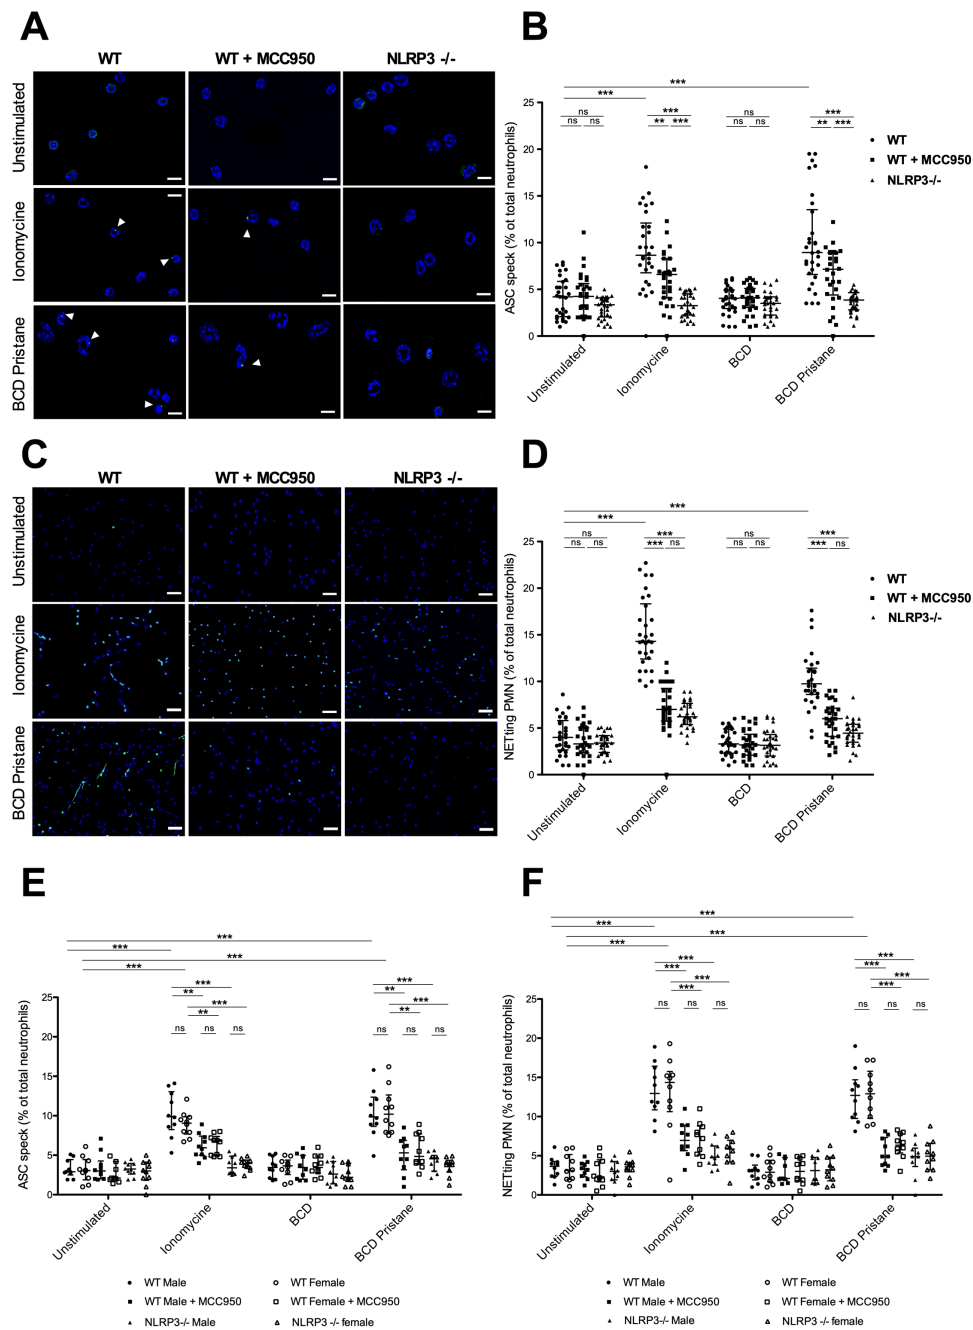 A
WT
WT + MCC950
NLRP3 -/-
Unstimulated
Ionomycine
BCD Pristane
B
***
***
ns
ns ns
***
** ***
ns
ns ns
***
** ***
ASC speck (% ot total neutrophils)
25
20
15
10
5
0
Unstimulated
Ionomycine
BCD
BCD Pristane
WT
WT + MCC950
NLRP3-/-
C
WT
WT + MCC950
NLRP3 -/-
Unstimulated
Ionomycine
BCD Pristane
D
***
***
ns
ns ns
***
*** ns
ns
ns ns
***
*** ns
NETting PMN (% of total neutrophils)
25
20
15
10
5
0
Unstimulated
Ionomycine
BCD
BCD Pristane
WT
WT + MCC950
NLRP3-/-
E
***
***
***
***
***
**
***
**
ns ns ns
***
**
***
**
ns ns ns
ASC speck (% ot total neutrophils)
25
20
15
10
5
0
Unstimulated
Ionomycine
BCD
BCD Pristane
WT Male
WT Female
WT Male + MCC950
WT Female + MCC950
NLRP3-/- Male
NLRP3 -/- female
F
***
***
***
***
***
***
***
***
ns ns ns
***
***
***
***
ns ns ns
NETting PMN (% of total neutrophils)
25
20
15
10
5
0
Unstimulated
Ionomycine
BCD
BCD Pristane
WT Male
WT Female
WT Male + MCC950
WT Female + MCC950
NLRP3-/- Male
NLRP3 -/- female